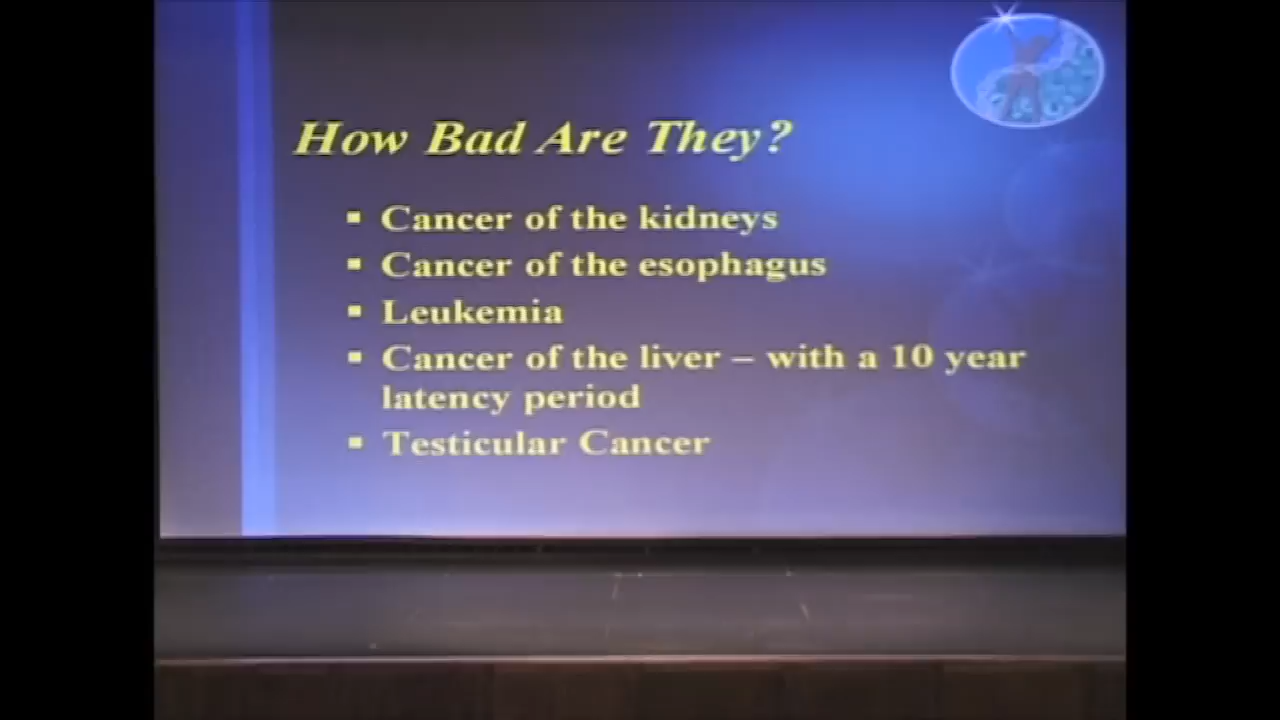 How Bad Are They?
▪ Cancer of the kidneys
▪ Cancer of the esophagus
▪ Leukemia
▪ Cancer of the liver – with a 10 year
latency period
▪ Testicular Cancer